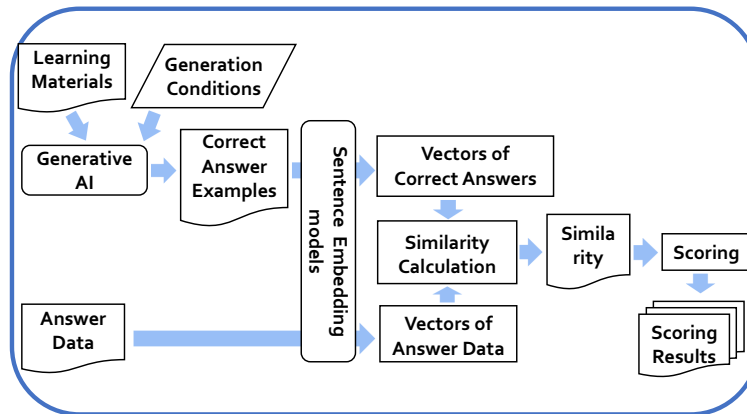 Learning
Materials
Generation
Conditions
Generative
AI
Correct
Answer
Examples
Sentence Embedding
models
Vectors of
Correct Answers
Similarity
Calculation
Simila
rity
Scoring
Answer
Data
Vectors of
Answer Data
Scoring
Results